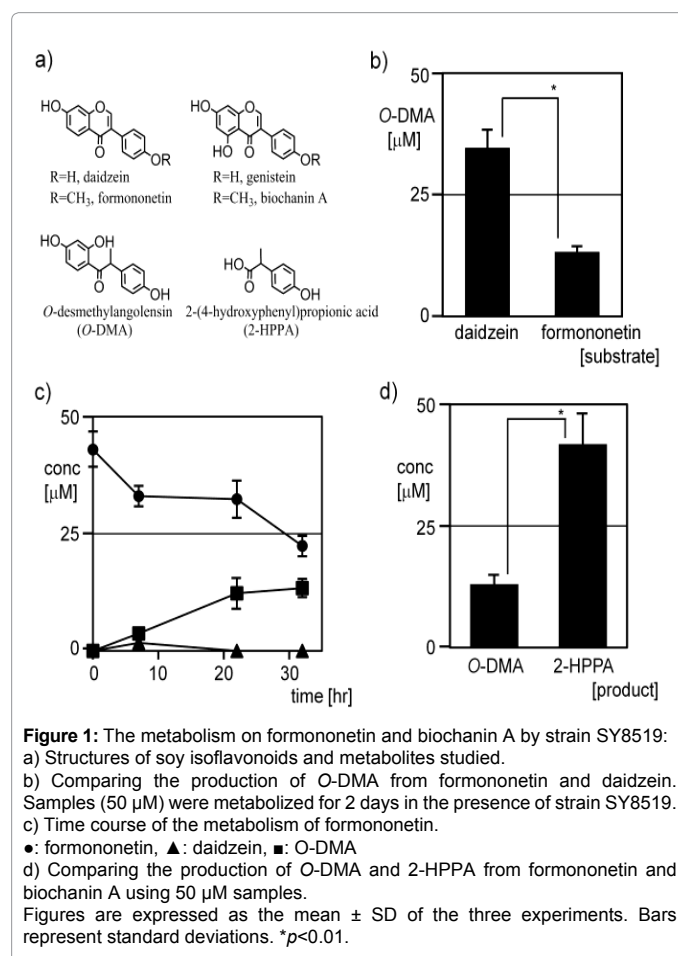 a)
HO
O
O
OR
R=H, daidzein
R=CH₃, formononetin
HO
O
OH
O
OR
R=H, genistein
R=CH₃, biochanin A
HO
OH
O
OH
O-desmethylangolensin
(O-DMA)
HO
O
OH
2-(4-hydroxyphenyl)propionic acid
(2-HPPA)
b)
50
O-DMA
[µM]
25
0
*
daidzein
formononetin
[substrate]
c)
50
conc
[µM]
25
0
0 10 20 30
time [hr]
d)
50
conc
[µM]
25
0
*
O-DMA
2-HPPA
[product]
Figure 1: The metabolism on formononetin and biochanin A by strain SY8519:
a) Structures of soy isoflavonoids and metabolites studied.
b) Comparing the production of O-DMA from formononetin and daidzein.
Samples (50 µM) were metabolized for 2 days in the presence of strain SY8519.
c) Time course of the metabolism of formononetin.
●: formononetin, ▲: daidzein, ■: O-DMA
d) Comparing the production of O-DMA and 2-HPPA from formononetin and
biochanin A using 50 µM samples.
Figures are expressed as the mean ± SD of the three experiments. Bars
represent standard deviations. *p<0.01.